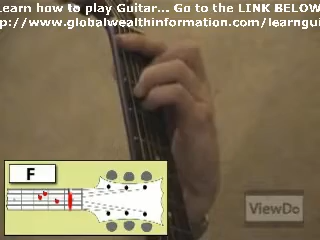 Learn how to play Guitar... Go to the LINK BELOW
p://www.globalwealthinformation.com/learngui
F
ViewDo